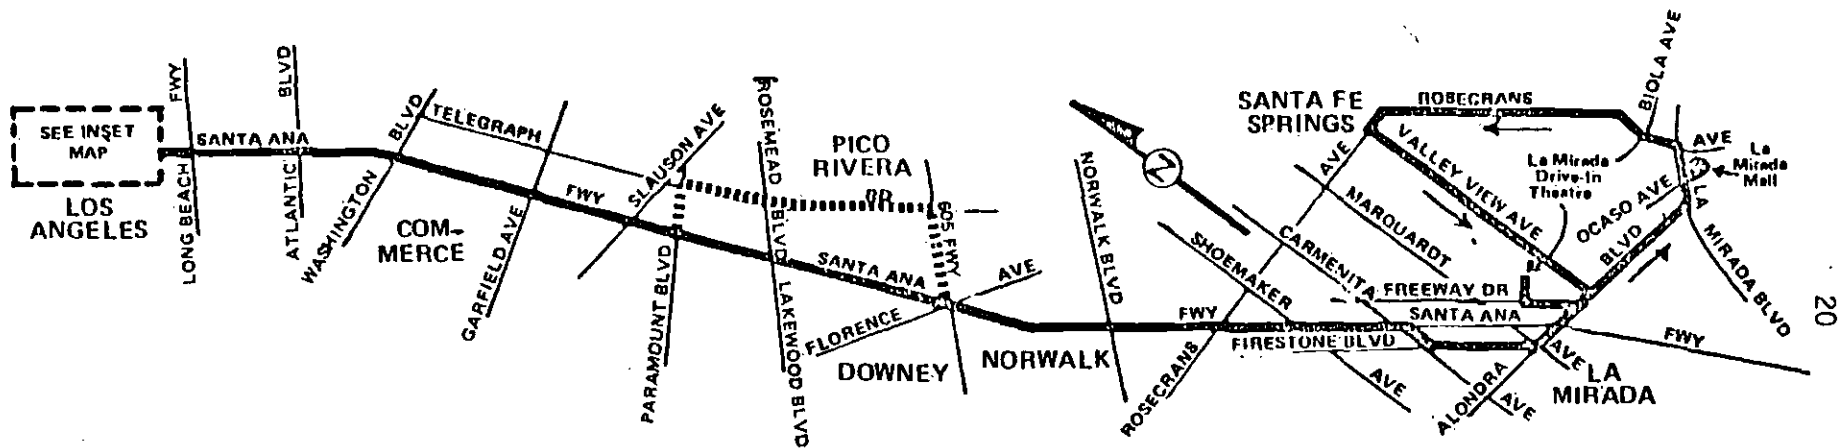 SEE INSET
MAP
LOS
ANGELES
LONG BEACH FWY
SANTA ANA FWY
ATLANTIC BLVD
WASHINGTON BLVD
TELEGRAPH RD
COM-
MERCE
GARFIELD AVE
SLAUSON AVE
PARAMOUNT BLVD
ROSEMEAD BLVD
LAKEWOOD BLVD
PICO
RIVERA
605 FWY
SANTA ANA
FLORENCE AVE
DOWNEY
NORWALK
NORWALK BLVD
FWY
ROSECRANS AVE
N
SHOEMAKER AVE
CARMENITA AVE
MARQUARDT AVE
SANTA FE
SPRINGS
ROSECRANS AVE
VALLEY VIEW AVE
La Mirada
Drive-In
Theatre
FREEWAY DR
SANTA ANA FWY
FIRESTONE BLVD
ALONDRA BLVD
OCASO AVE
BIOLA AVE
La
Mirada
Mall
LA MIRADA BLVD
LA
MIRADA
20